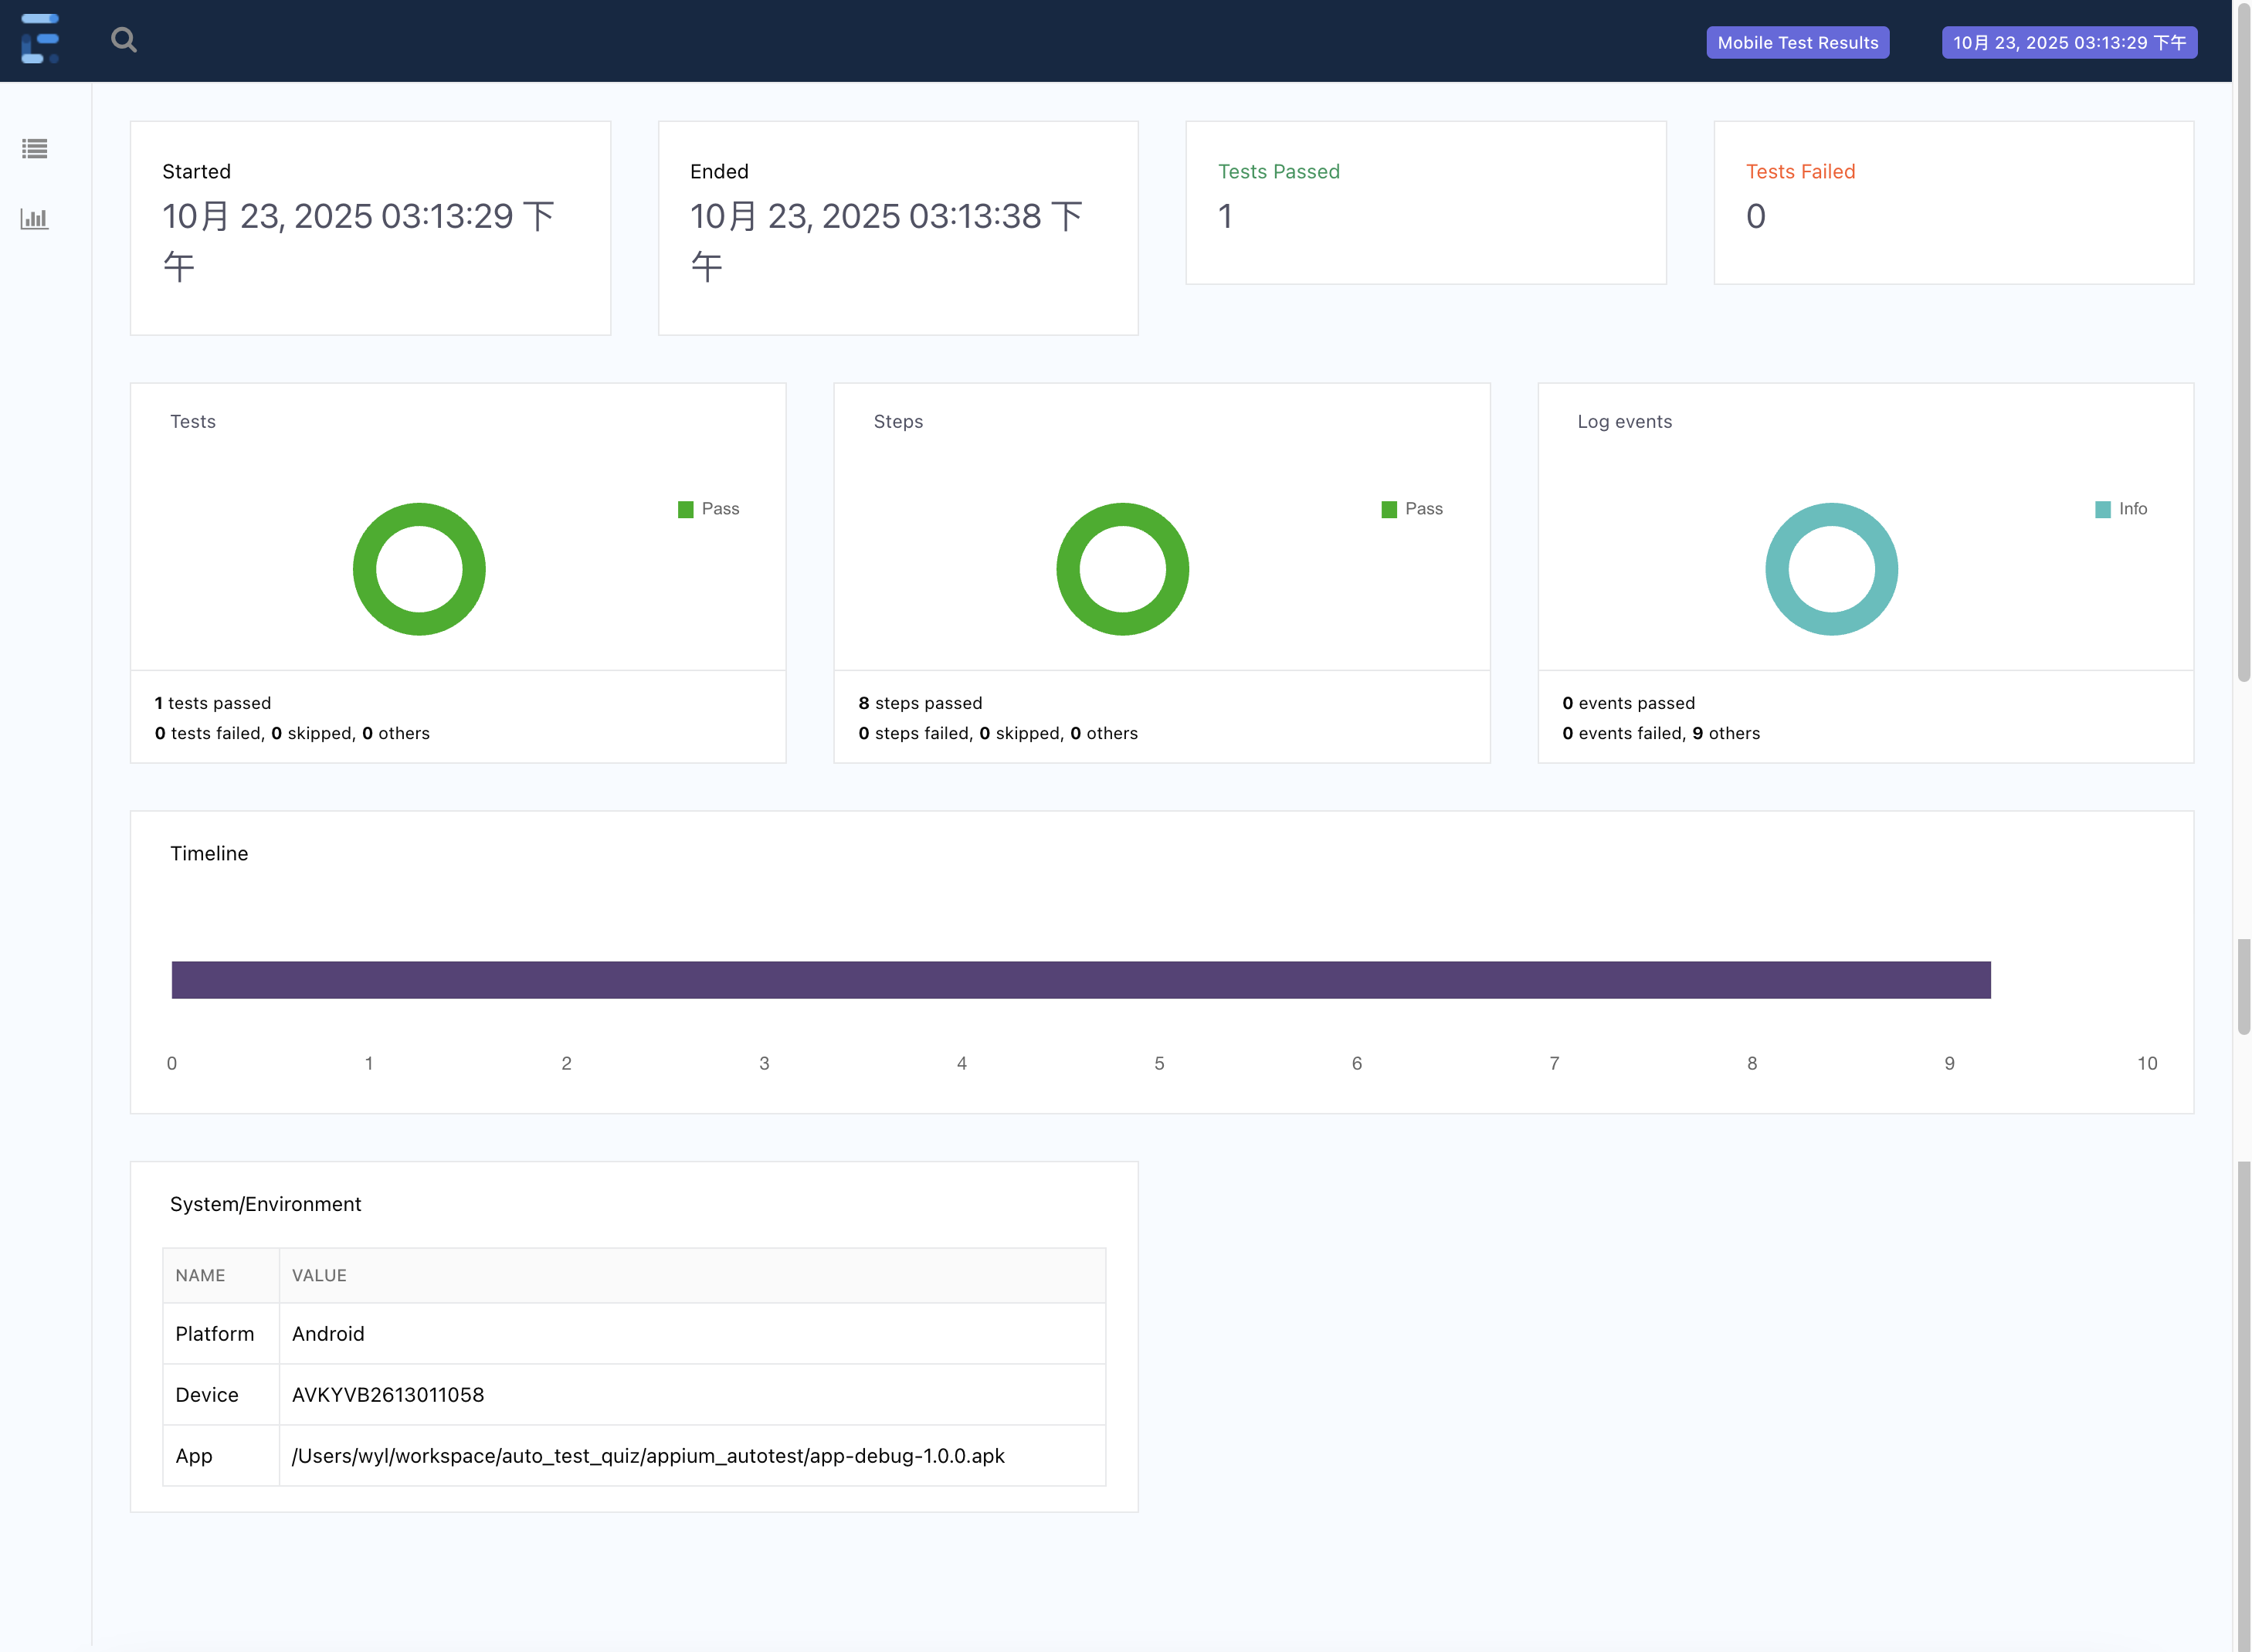 Mobile Test Results
10月 23, 2025 03:13:29 下午
Started
10月 23, 2025 03:13:29 下
午
Ended
10月 23, 2025 03:13:38 下
午
Tests Passed
1
Tests Failed
0
Tests
Pass
1 tests passed
0 tests failed, 0 skipped, 0 others
Steps
Pass
8 steps passed
0 steps failed, 0 skipped, 0 others
Log events
Info
0 events passed
0 events failed, 9 others
Timeline
0 1 2 3 4 5 6 7 8 9 10
System/Environment
NAME VALUE
Platform Android
Device AVKYVB2613011058
App /Users/wyl/workspace/auto_test_quiz/appium_autotest/app-debug-1.0.0.apk